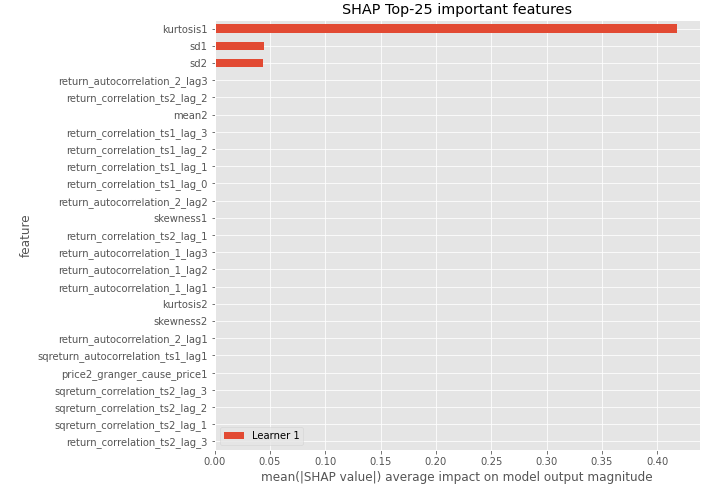 SHAP Top-25 important features
kurtosis1
sd1
sd2
return_autocorrelation_2_lag3
return_correlation_ts2_lag_2
mean2
return_correlation_ts1_lag_3
return_correlation_ts1_lag_2
return_correlation_ts1_lag_1
return_correlation_ts1_lag_0
return_autocorrelation_2_lag2
skewness1
return_correlation_ts2_lag_1
return_autocorrelation_1_lag3
return_autocorrelation_1_lag2
return_autocorrelation_1_lag1
kurtosis2
skewness2
return_autocorrelation_2_lag1
sqreturn_autocorrelation_ts1_lag1
price2_granger_cause_price1
sqreturn_correlation_ts2_lag_3
sqreturn_correlation_ts2_lag_2
sqreturn_correlation_ts2_lag_1
return_correlation_ts2_lag_3
feature
Learner 1
0.00 0.05 0.10 0.15 0.20 0.25 0.30 0.35 0.40
mean(|SHAP value|) average impact on model output magnitude